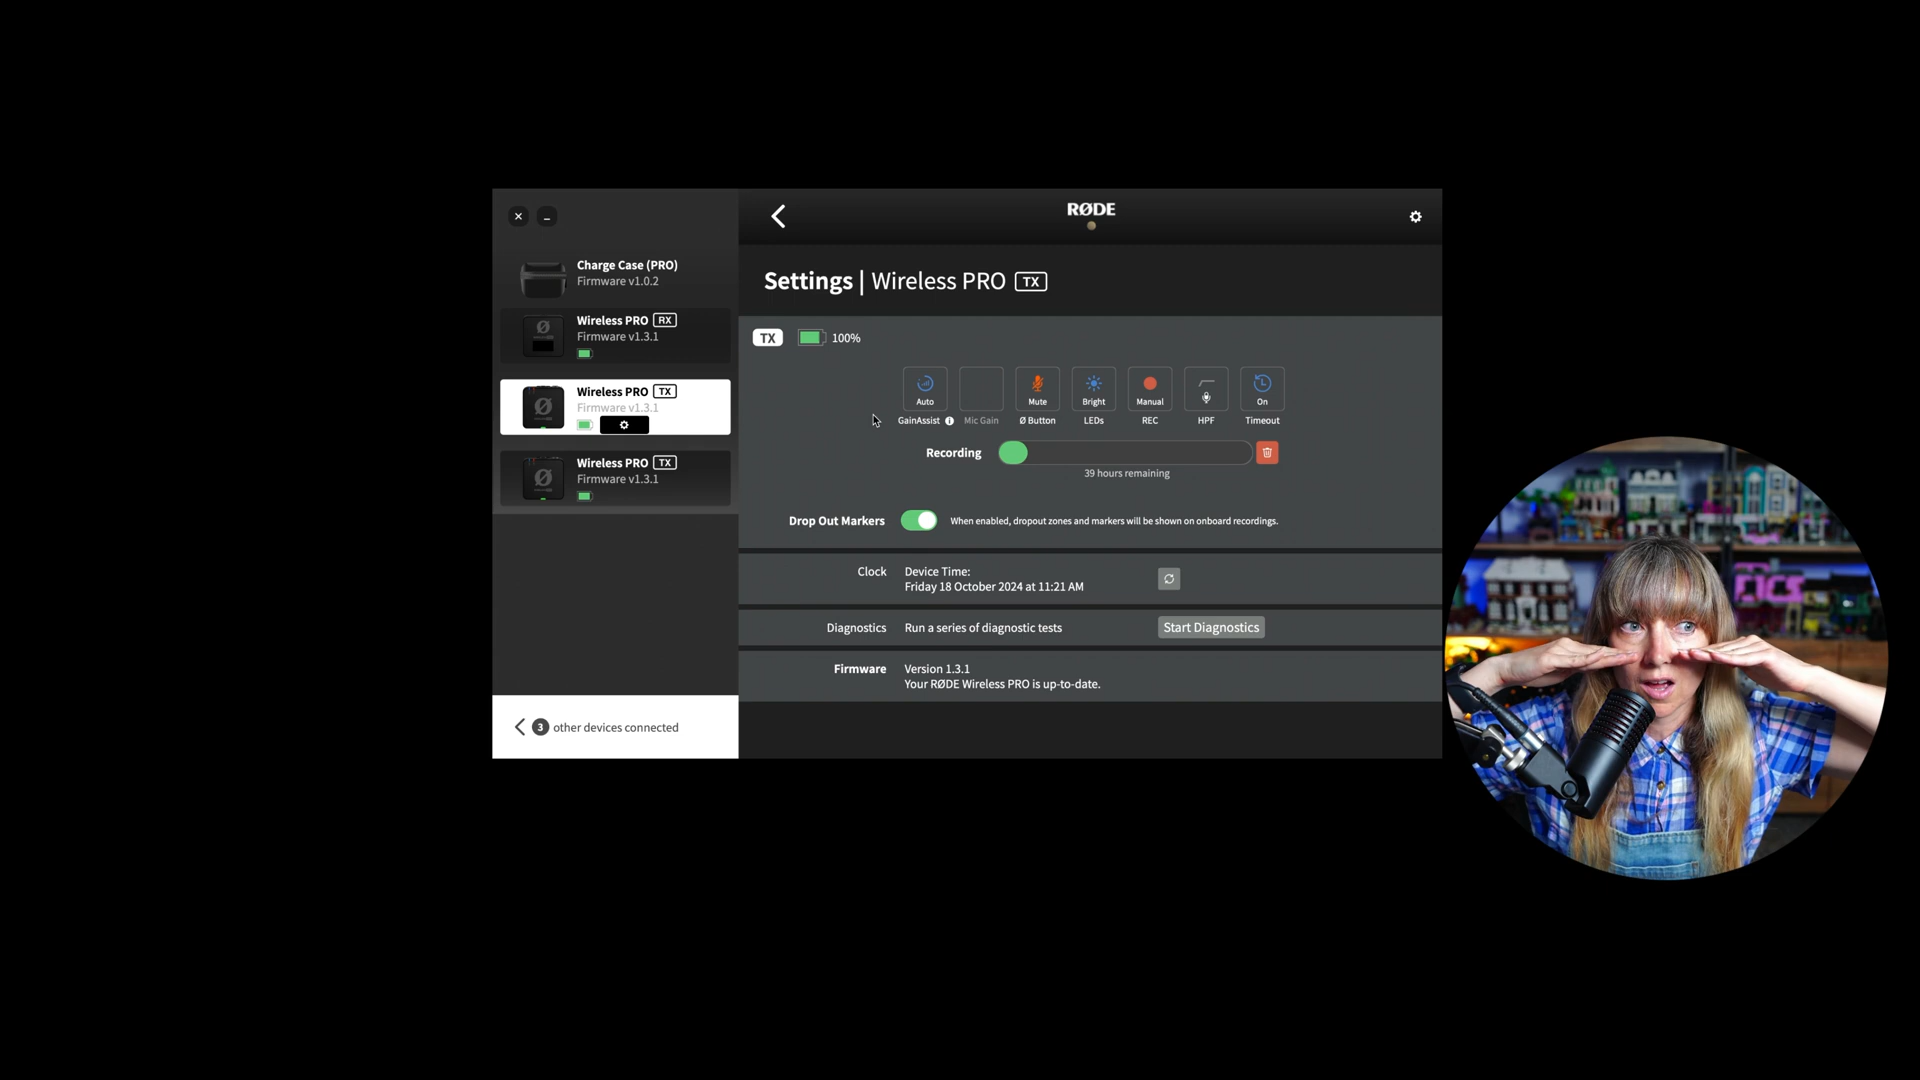 RØDE
Charge Case (PRO)
Firmware v1.0.2
Wireless PRO RX
Firmware v1.3.1
Wireless PRO TX
Firmware v1.3.1
Wireless PRO TX
Firmware v1.3.1
3 other devices connected
Settings | Wireless PRO TX
TX 100%
Auto Mute Bright Manual On
GainAssist Mic Gain Ø Button LEDs REC HPF Timeout
Recording
39 hours remaining
Drop Out Markers When enabled, dropout zones and markers will be shown on onboard recordings.
Clock Device Time:
Friday 18 October 2024 at 11:21 AM
Diagnostics Run a series of diagnostic tests Start Diagnostics
Firmware Version 1.3.1
Your RØDE Wireless PRO is up-to-date.